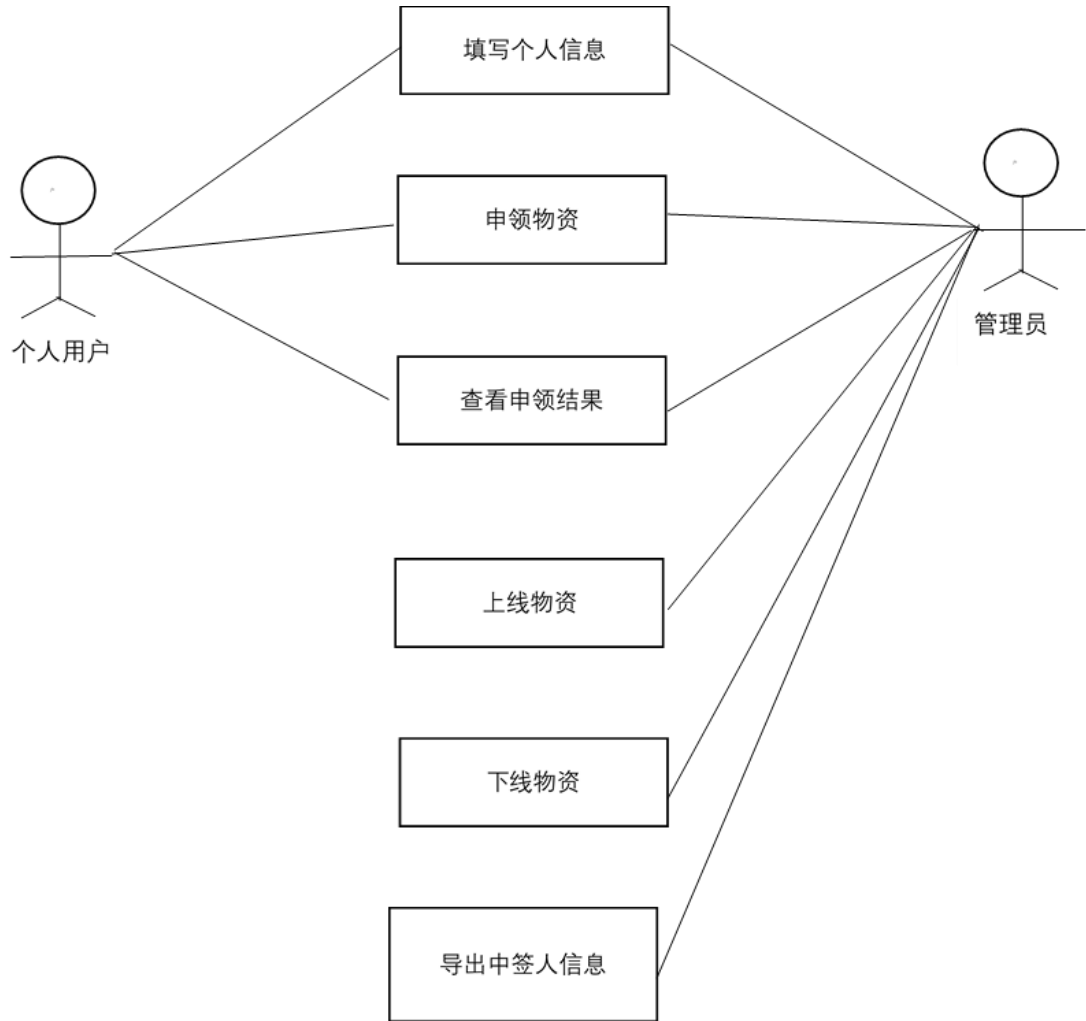 填写个人信息
申领物资
个人用户
管理员
查看申领结果
上线物资
下线物资
导出中签人信息